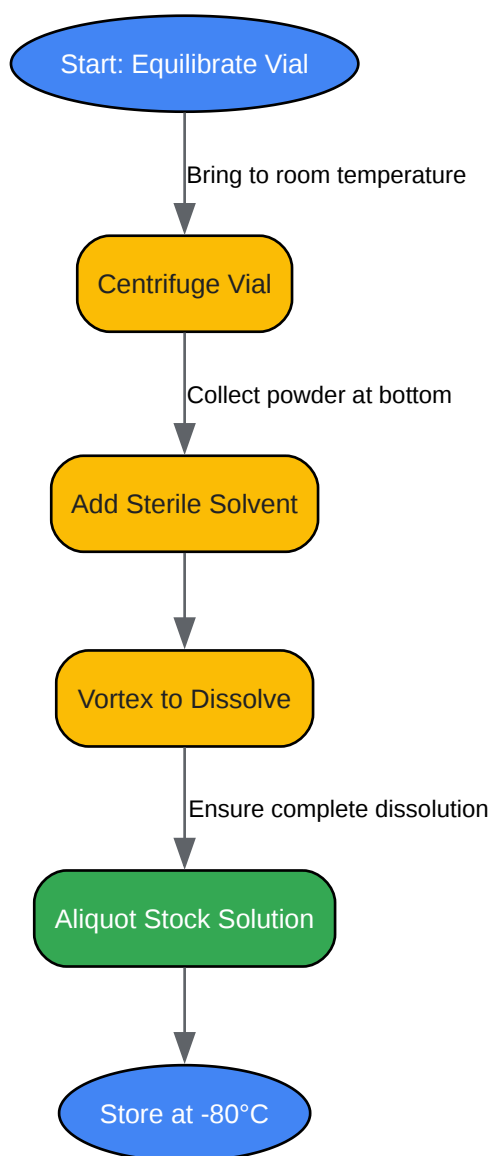 Start: Equilibrate Vial
Bring to room temperature
Centrifuge Vial
Collect powder at bottom
Add Sterile Solvent
Vortex to Dissolve
Ensure complete dissolution
Aliquot Stock Solution
Store at -80°C